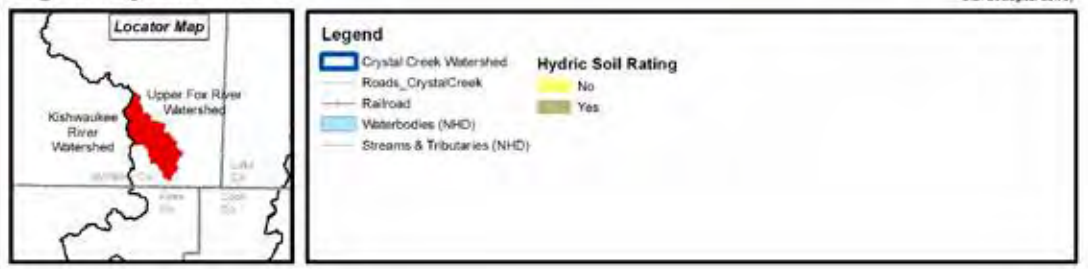 Locator Map
Upper Fox River
Watershed
Kishwaukee
River
Watershed
Legend
Crystal Creek Watershed
Roads_CrystalCreek
Railroad
Waterbodies (NHD)
Streams & Tributaries (NHD)
Hydric Soil Rating
No
Yes